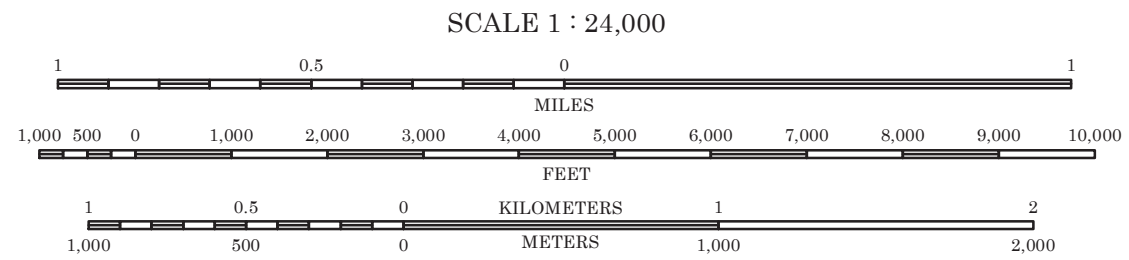 SCALE 1 : 24,000
1 0.5 0 1
MILES
1,000 500 0 1,000 2,000 3,000 4,000 5,000 6,000 7,000 8,000 9,000 10,000
FEET
1 0.5 0 KILOMETERS 1 2
1,000 500 0 METERS 1,000 2,000